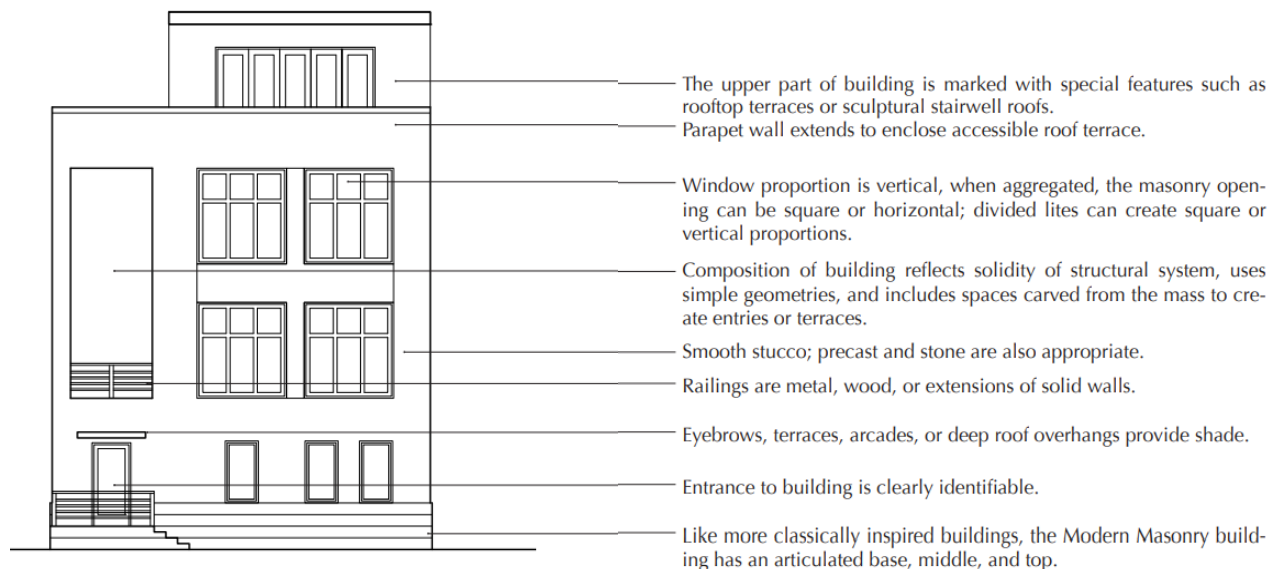 The upper part of building is marked with special features such as
rooftop terraces or sculptural stairwell roofs.
Parapet wall extends to enclose accessible roof terrace.
Window proportion is vertical, when aggregated, the masonry open-
ing can be square or horizontal; divided lites can create square or
vertical proportions.
Composition of building reflects solidity of structural system, uses
simple geometries, and includes spaces carved from the mass to cre-
ate entries or terraces.
Smooth stucco; precast and stone are also appropriate.
Railings are metal, wood, or extensions of solid walls.
Eyebrows, terraces, arcades, or deep roof overhangs provide shade.
Entrance to building is clearly identifiable.
Like more classically inspired buildings, the Modern Masonry build-
ing has an articulated base, middle, and top.